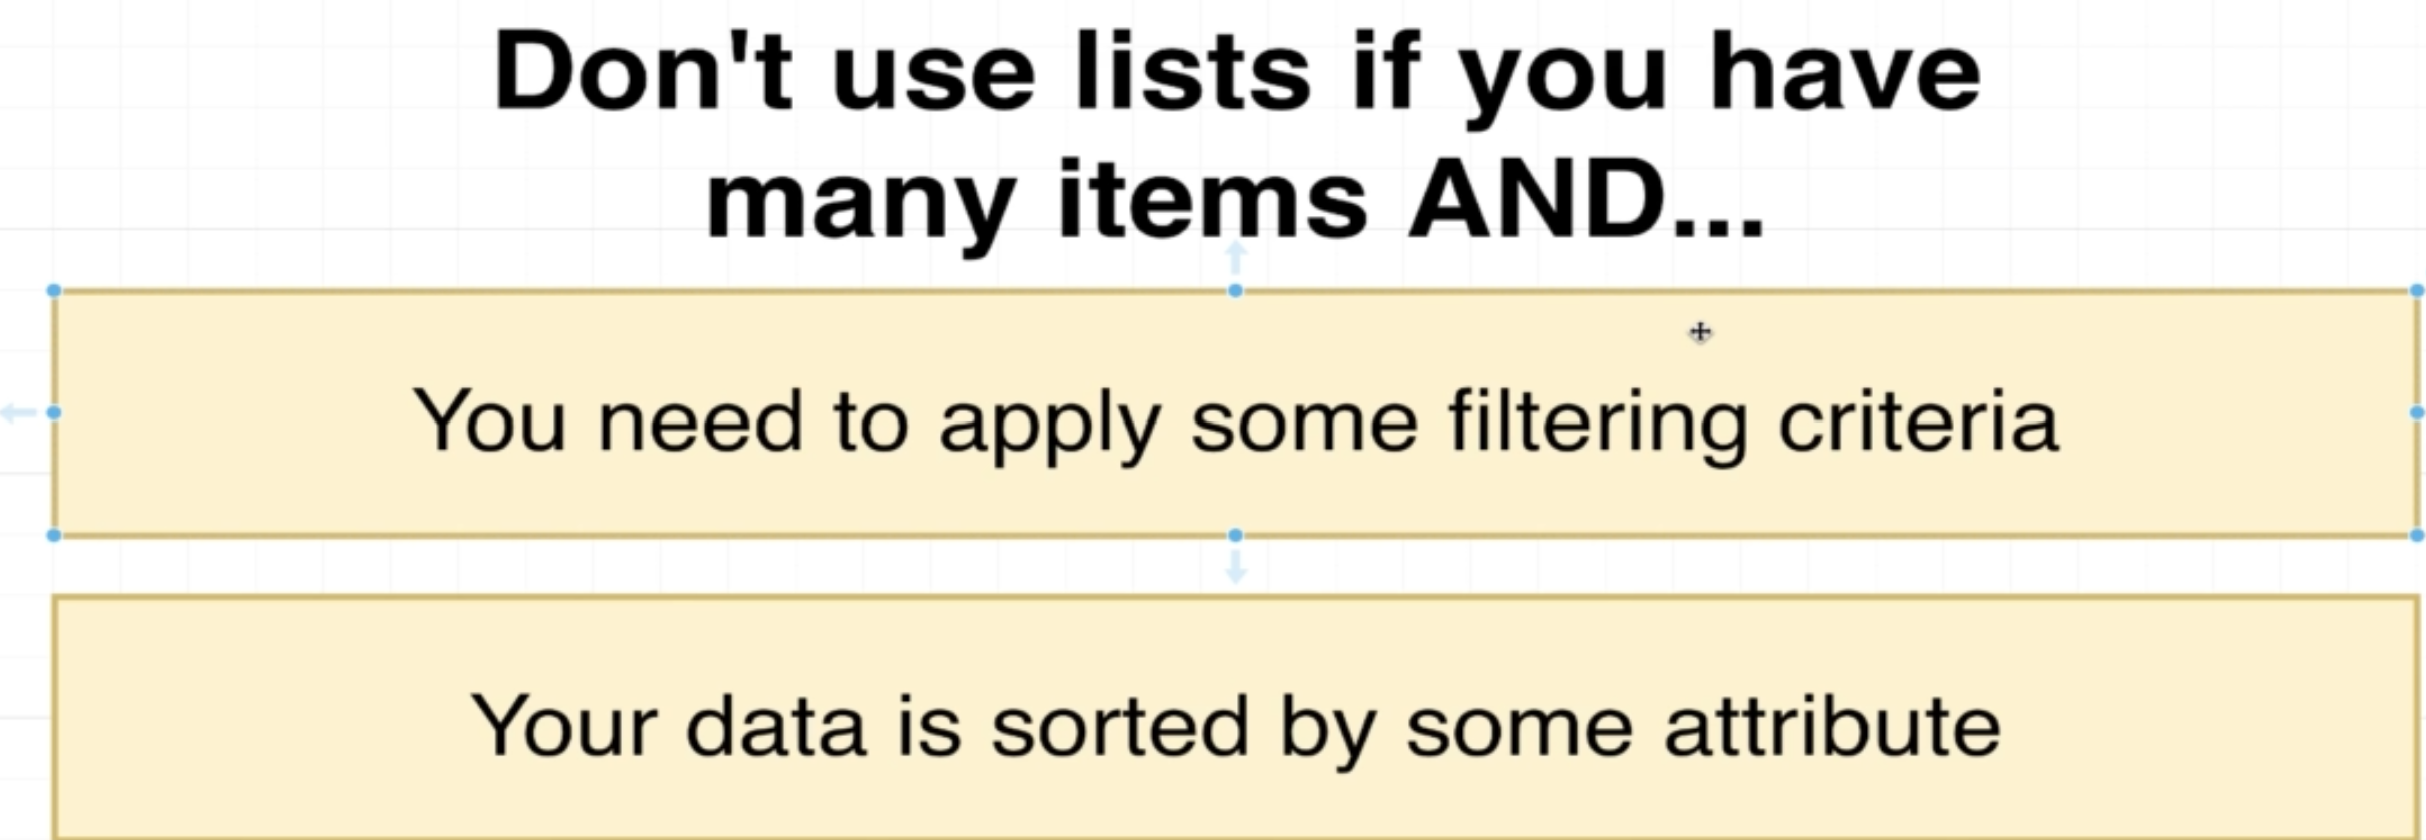 Don't use lists if you have
many items AND...
You need to apply some filtering criteria
Your data is sorted by some attribute